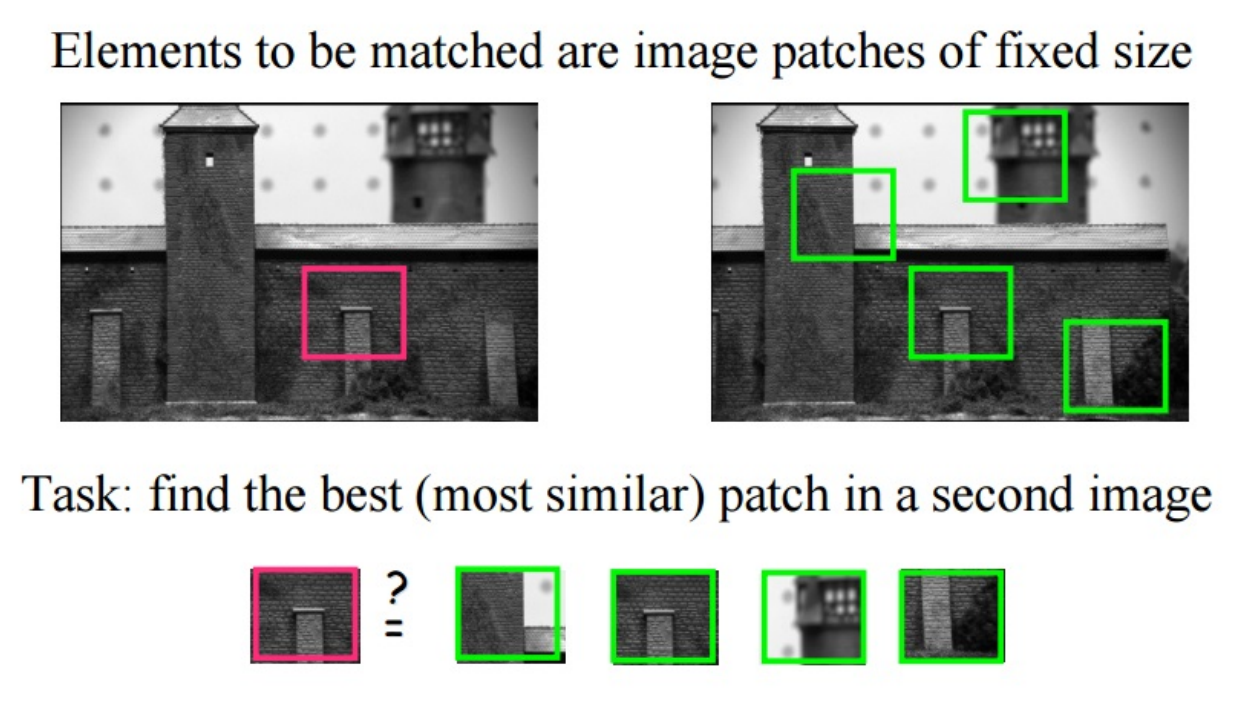 Elements to be matched are image patches of fixed size
Task: find the best (most similar) patch in a second image
?
=